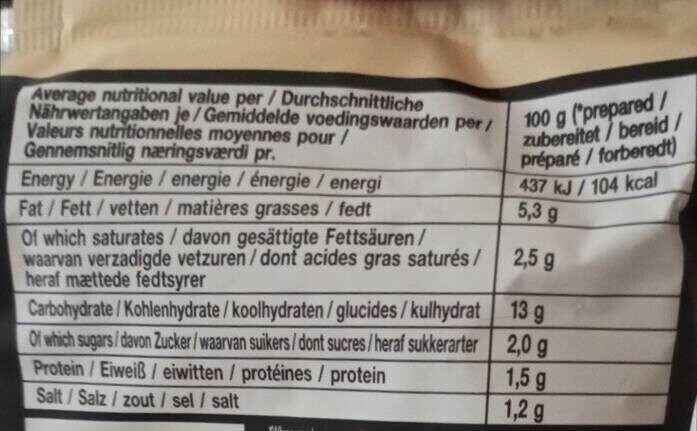 Average nutritional value per / Durchschnittliche
Nährwertangaben je / Gemiddelde voedingswaarden per /
Valeurs nutritionnelles moyennes pour /
Gennemsnitlig næringsværdi pr.
100 g (*prepared /
zubereitet / bereid /
préparé / forberedt)
Energy / Energie / energie / énergie / energi
437 kJ / 104 kcal
Fat / Fett / vetten / matières grasses / fedt
5,3 g
Of which saturates / davon gesättigte Fettsäuren /
waarvan verzadigde vetzuren / dont acides gras saturés /
heraf mættede fedtsyrer
2,5 g
Carbohydrate / Kohlenhydrate / koolhydraten / glucides / kulhydrat
13 g
Of which sugars / davon Zucker / waarvan suikers / dont sucres / heraf sukkerarter
2,0 g
Protein / Eiweiß / eiwitten / protéines / protein
1,5 g
Salt / Salz / zout / sel / salt
1,2 g